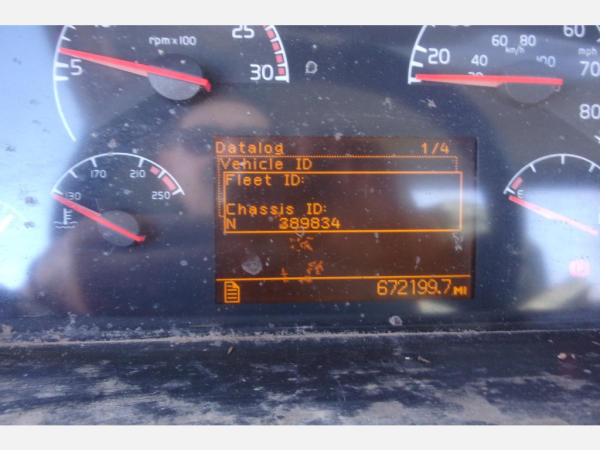 rpm x 100
5
25
30
20
40
60
80
100
km/h
60
mph
70
80
130
170
210
250
E
Datalog 1/4
Vehicle ID
Fleet ID:
Chassis ID:
N 389834
672199.7 MI